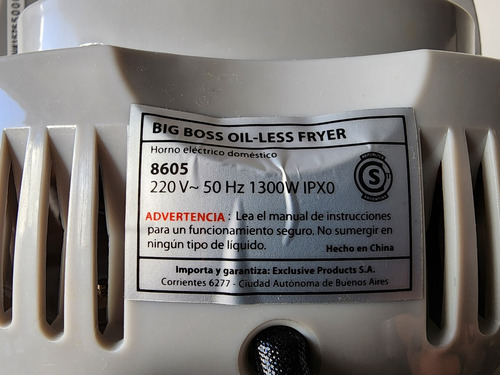 BIG BOSS OIL-LESS FRYER
Horno eléctrico doméstico
8605
220 V~ 50 Hz 1300W IPX0
S
ADVERTENCIA : Lea el manual de instrucciones
para un funcionamiento seguro. No sumergir en
ningún tipo de líquido.
Hecho en China
Importa y garantiza: Exclusive Products S.A.
Corrientes 6277 - Ciudad Autónoma de Buenos Aires